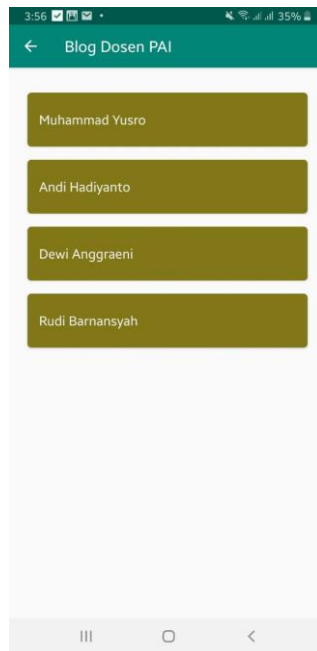 3:56 35%
Blog Dosen PAI
Muhammad Yusro
Andi Hadiyanto
Dewi Anggraeni
Rudi Barnansyah